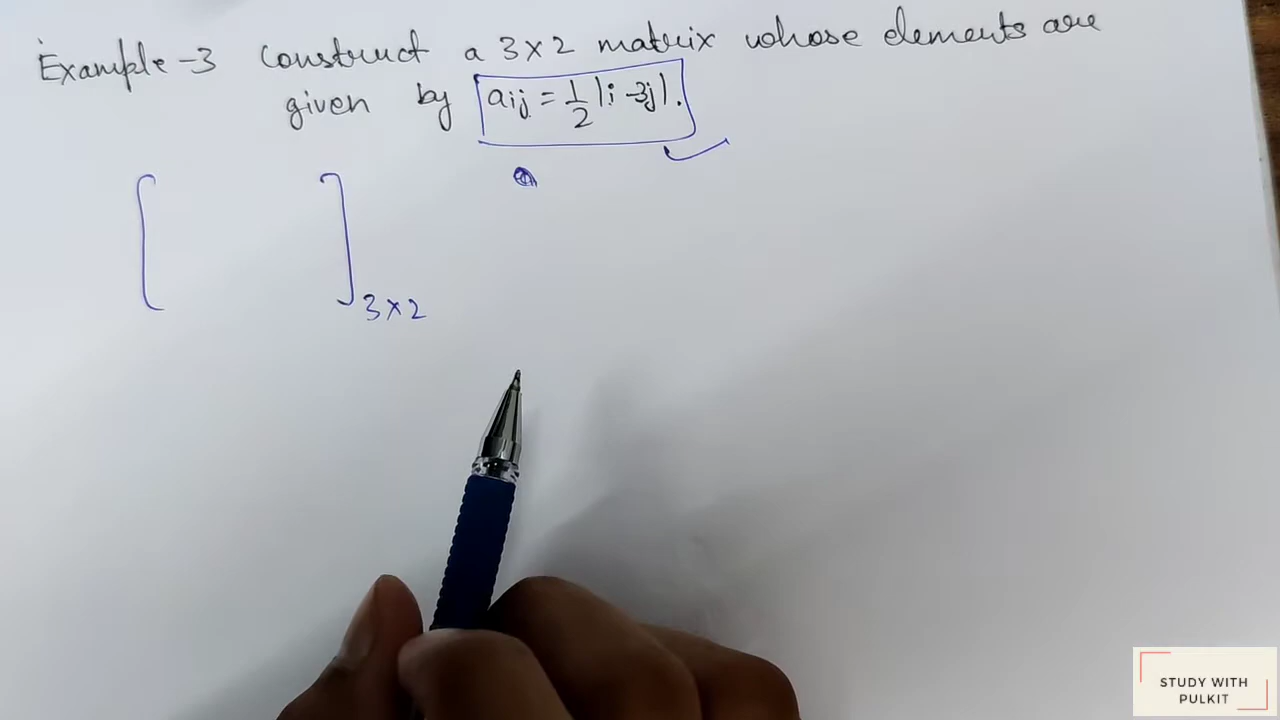 Example-3 Construct a 3×2 matrix whose elements are
given by aij = 1/2 |i-3j|.
[ ]3×2
STUDY WITH
PULKIT